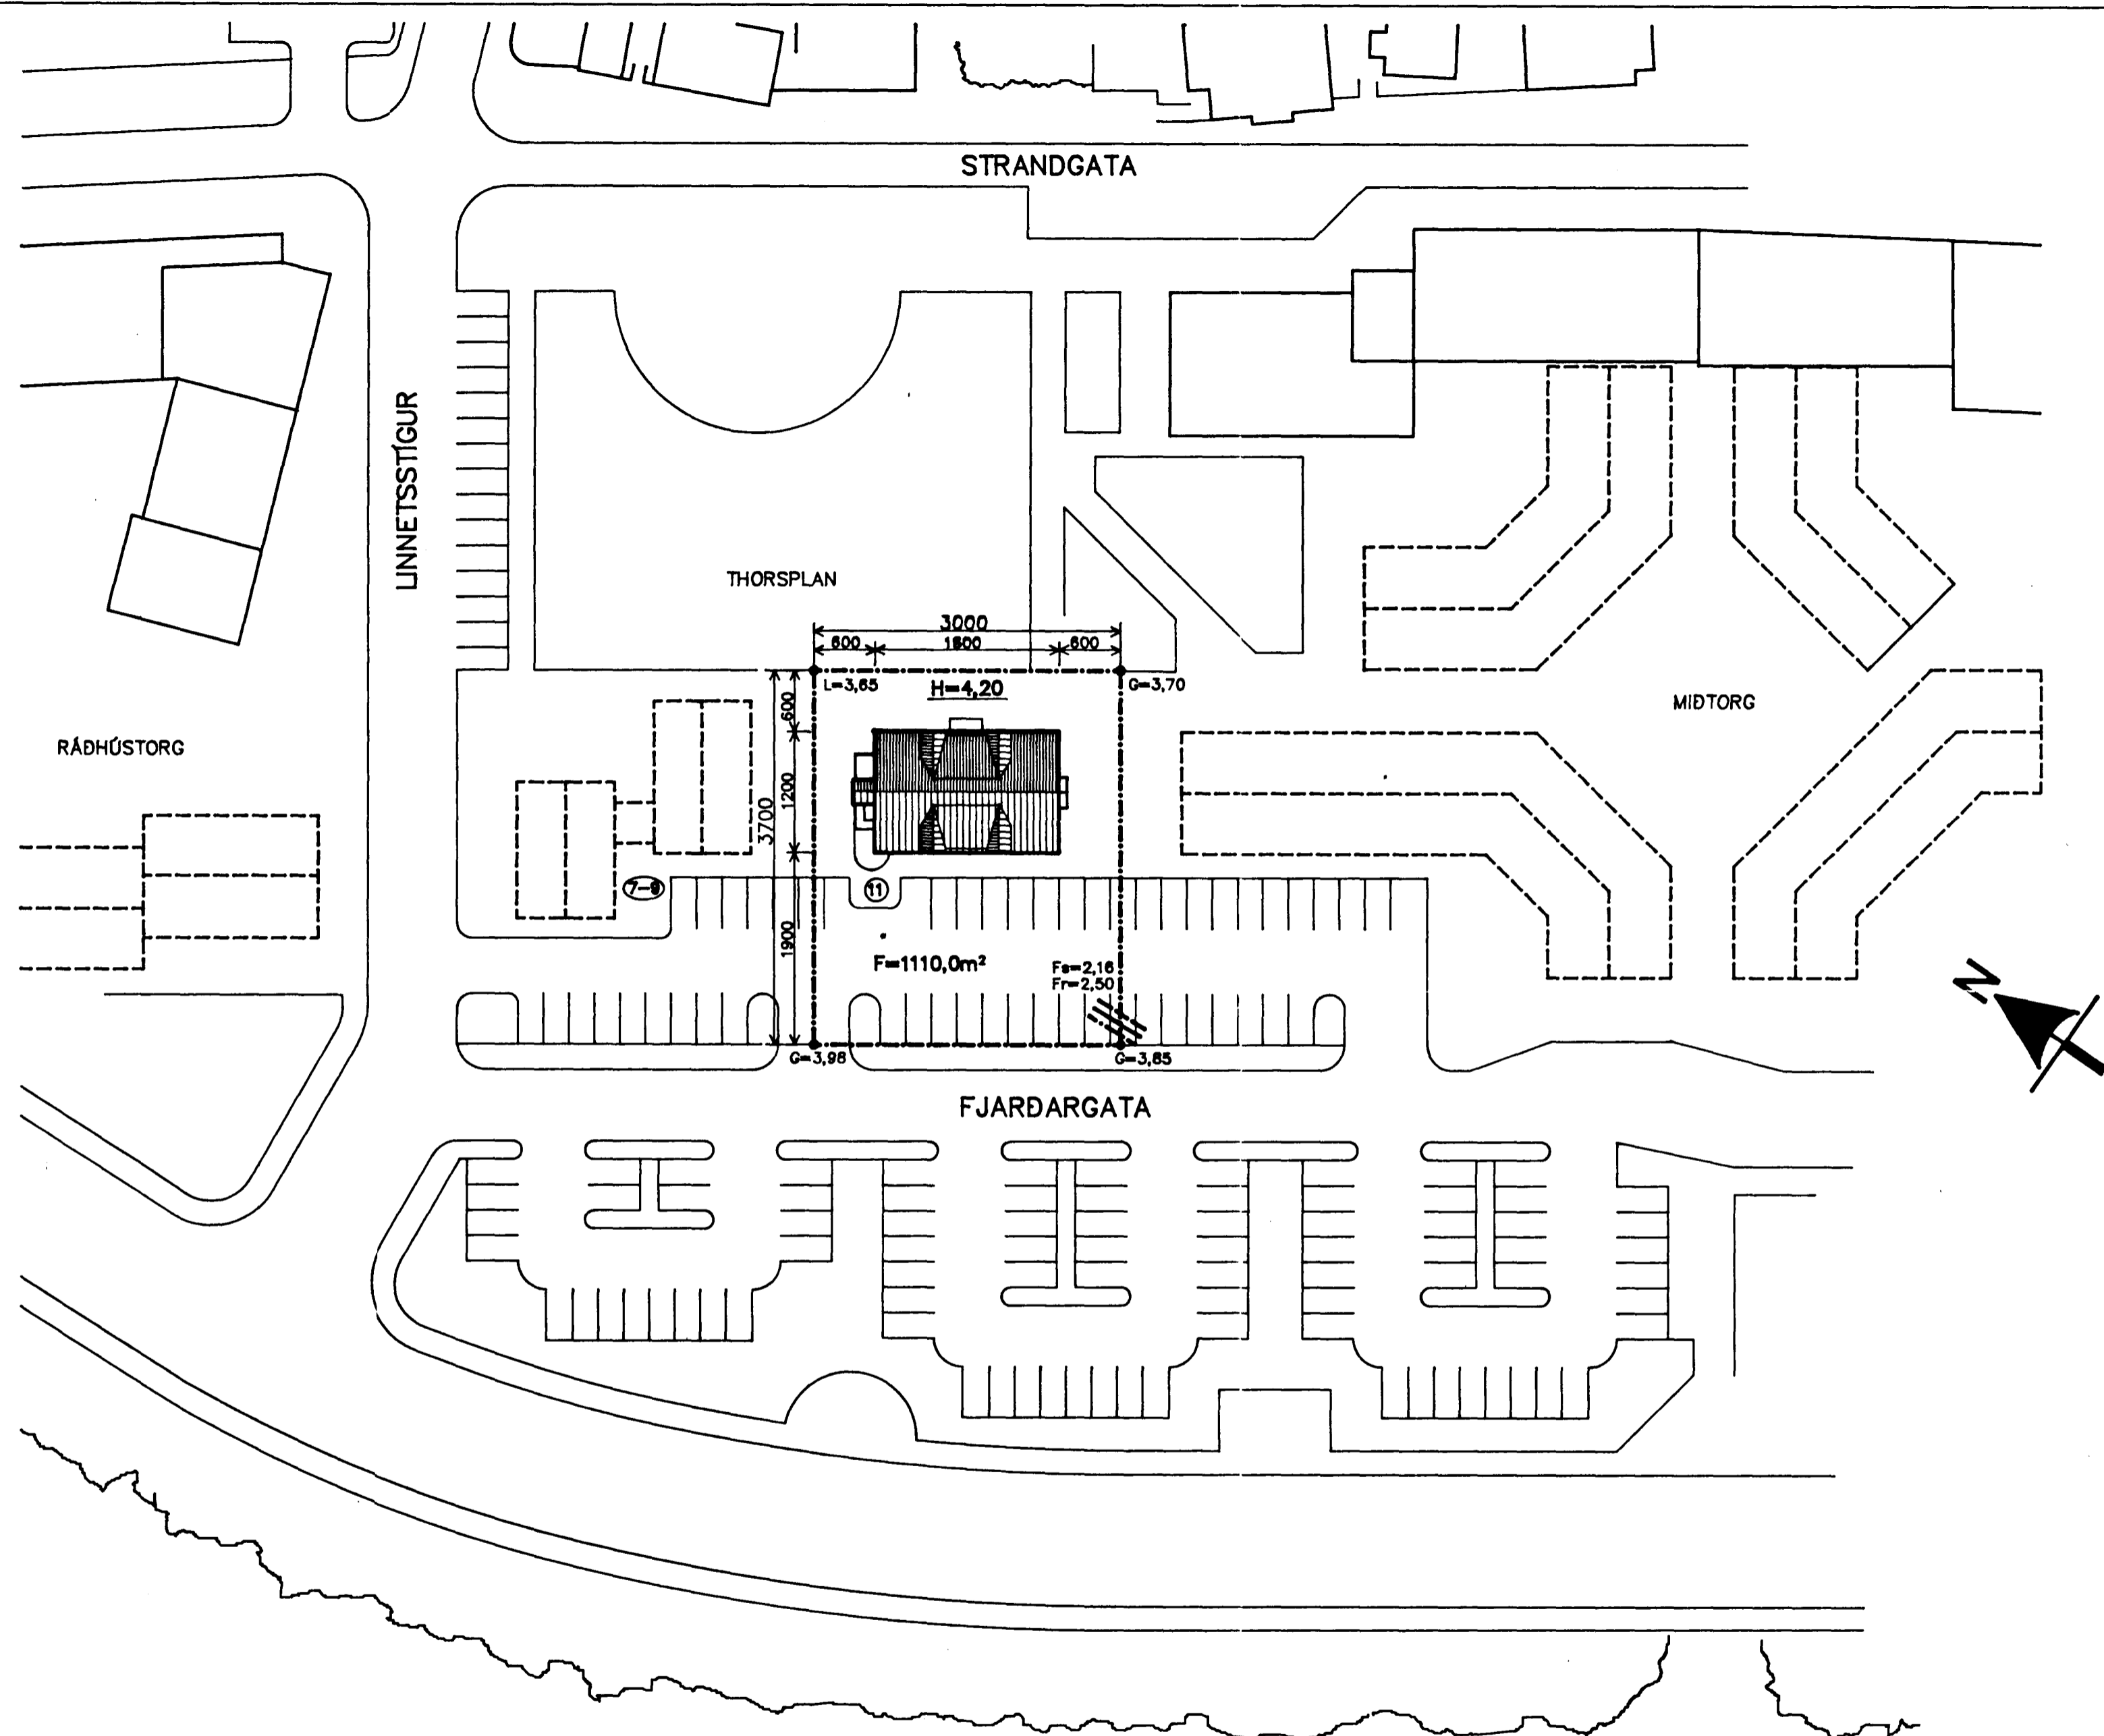 STRANDGATA
LINNETSSTÍGUR
THORSPLAN
3000
600 1800 600
L=3,65
H=4,20
G=3,70
600
1200
3700
1900
RÁÐHÚSTORG
MIÐTORG
7-9
11
F=1110,0m²
Fs=2,16
Fr=2,50
G=3,98
G=3,85
N
FJARÐARGATA